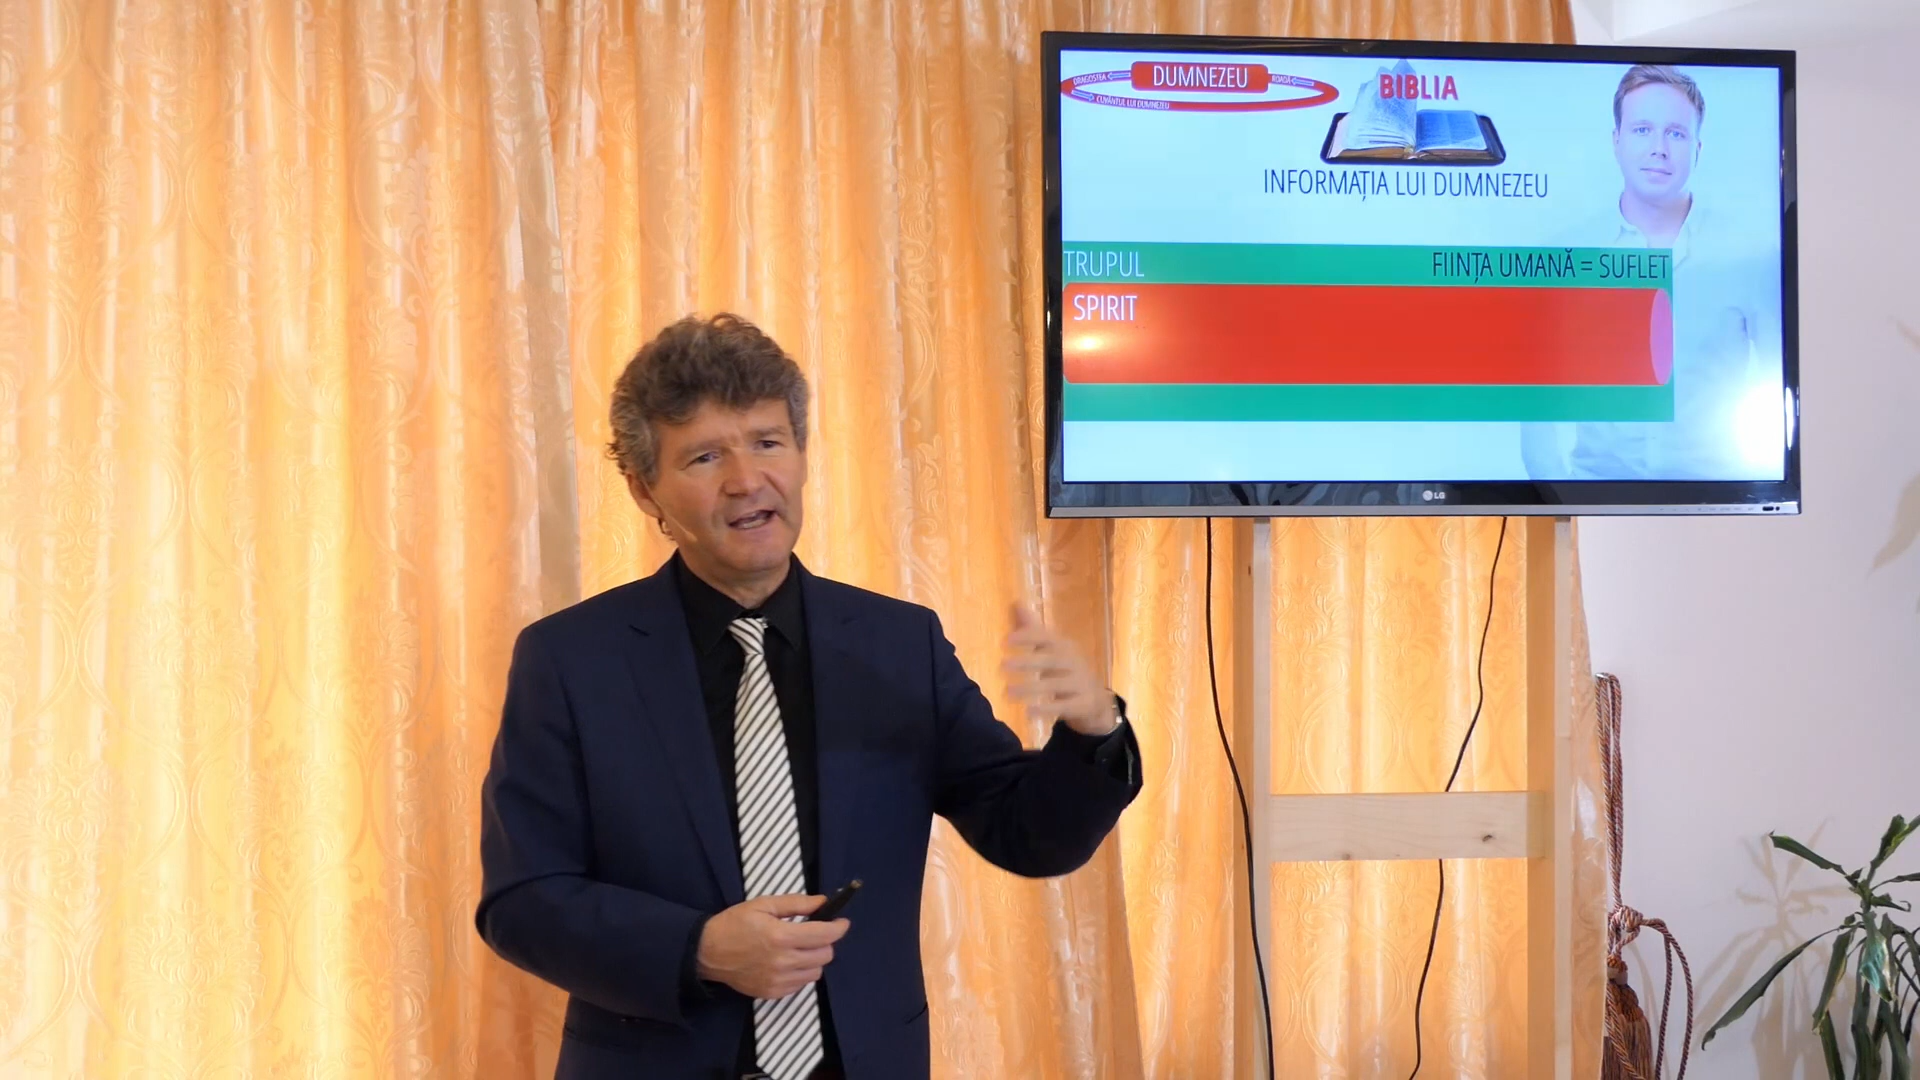 DUMNEZEU
DRAGOSTEA
ROADĂ
CUVÂNTUL LUI DUMNEZEU
BIBLIA
INFORMAȚIA LUI DUMNEZEU
TRUPUL
FIINȚA UMANĂ = SUFLET
SPIRIT
LG